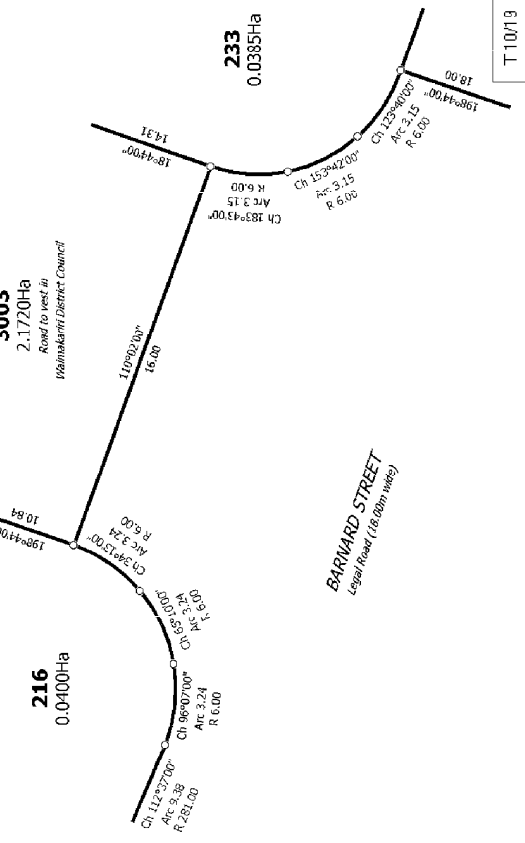 233
0.0385Ha
T10/19
14.31
18°44'00"
18.00
198°44'00"
Ch 123°40'00"
Arc 3.15
R 6.00
Ch 153°42'00"
Arc 3.15
R 6.00
Ch 183°43'00"
Arc 3.15
R 6.00
3003
2.1720Ha
Road to vest in
Waimakariri District Council
110°02'00"
16.00
10.84
198°44'00"
Ch 34°13'00"
Arc 3.24
R 6.00
Ch 65°10'00"
Arc 3.24
R 6.00
Ch 96°07'00"
Arc 3.24
R 6.00
216
0.0400Ha
Ch 112°37'00"
Arc 9.38
R 281.00
BARNARD STREET
Legal Road (18.00m wide)